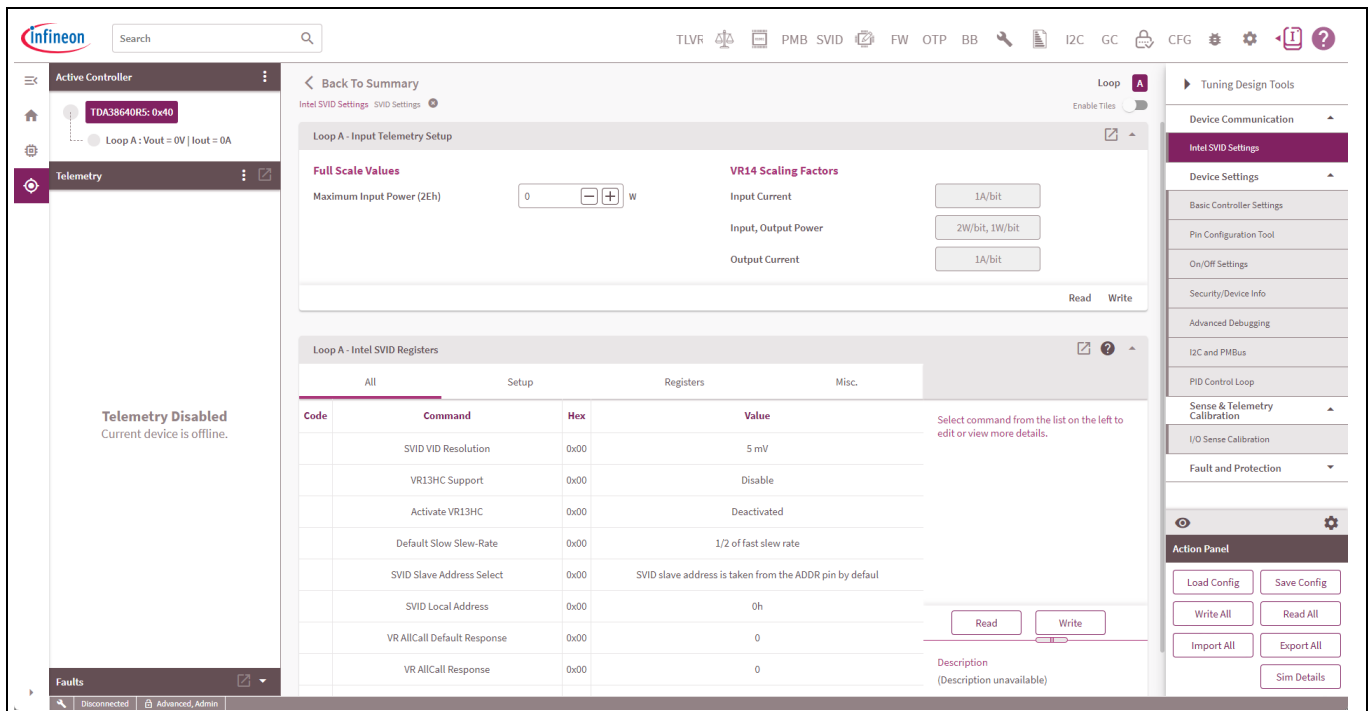 infineon
Search
TLVR PMB SVID FW OTP BB I2C GC CFG
Active Controller
TDA38640R5: 0x40
Loop A : Vout = 0V | Iout = 0A
Telemetry
Telemetry Disabled
Current device is offline.
Faults
Disconnected Advanced, Admin
Back To Summary
Loop A
Intel SVID Settings SVID Settings
Enable Tiles
Loop A - Input Telemetry Setup
Full Scale Values
Maximum Input Power (2Eh) 0 W
VR14 Scaling Factors
Input Current 1A/bit
Input, Output Power 2W/bit, 1W/bit
Output Current 1A/bit
Read Write
Loop A - Intel SVID Registers
All Setup Registers Misc.
Code Command Hex Value
SVID VID Resolution 0x00 5 mV
VR13HC Support 0x00 Disable
Activate VR13HC 0x00 Deactivated
Default Slow Slew-Rate 0x00 1/2 of fast slew rate
SVID Slave Address Select 0x00 SVID slave address is taken from the ADDR pin by defaul
SVID Local Address 0x00 0h
VR AllCall Default Response 0x00 0
VR AllCall Response 0x00 0
Select command from the list on the left to
edit or view more details.
Read Write
Description
(Description unavailable)
Tuning Design Tools
Device Communication
Intel SVID Settings
Device Settings
Basic Controller Settings
Pin Configuration Tool
On/Off Settings
Security/Device Info
Advanced Debugging
I2C and PMBus
PID Control Loop
Sense & Telemetry
Calibration
I/O Sense Calibration
Fault and Protection
Action Panel
Load Config Save Config
Write All Read All
Import All Export All
Sim Details